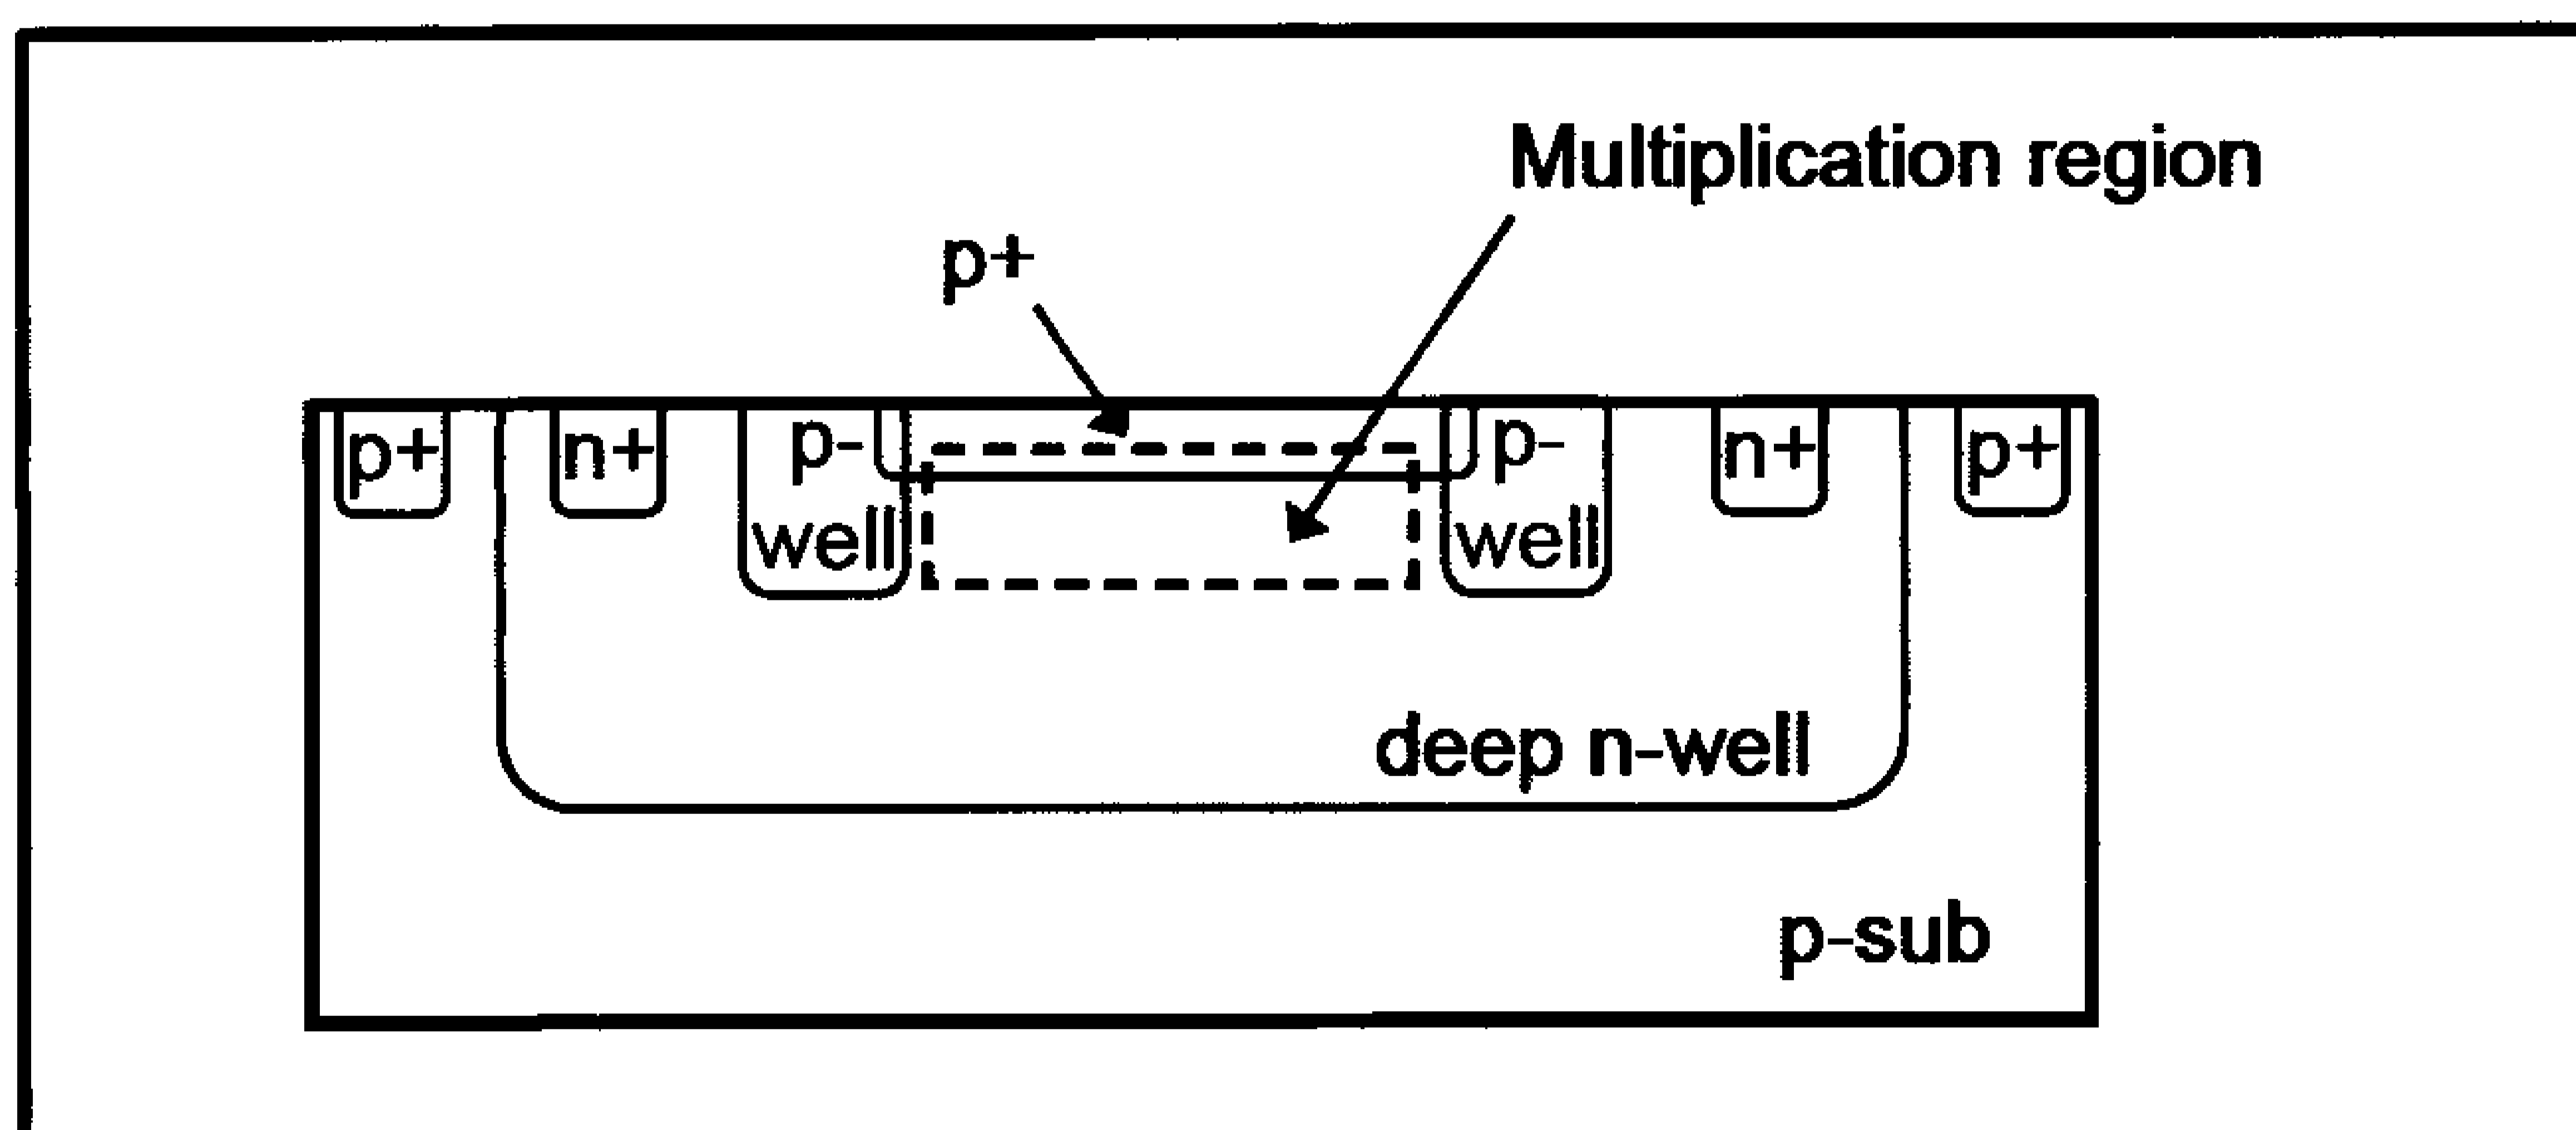 Multiplication region
p+
p+
n+
p-
well
p-
well
n+
p+
deep n-well
p-sub